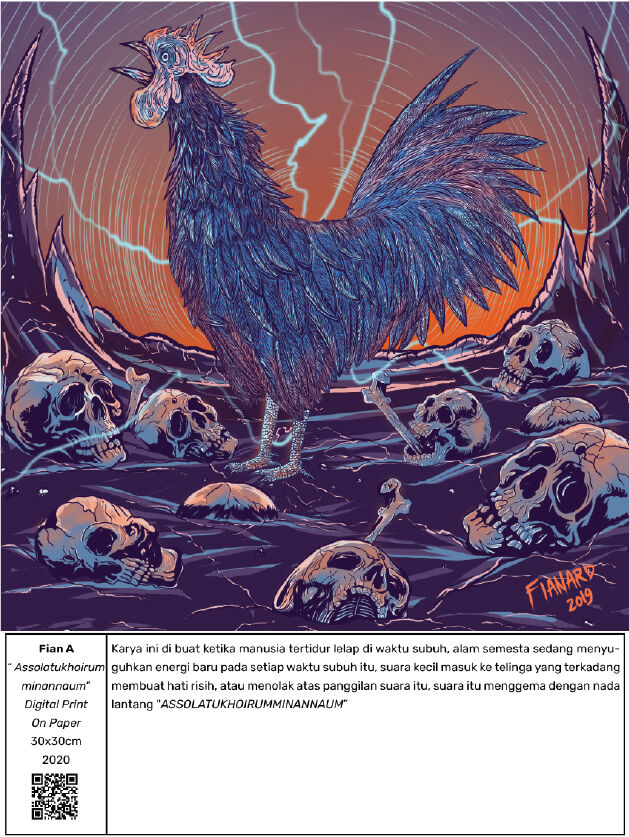 FIANARD
2019
Fian A
" Assolatukhoirum
minannaum"
Digital Print
On Paper
30x30cm
2020
Karya ini di buat ketika manusia tertidur lelap di waktu subuh, alam semesta sedang menyu-
guhkan energi baru pada setiap waktu subuh itu, suara kecil masuk ke telinga yang terkadang
membuat hati risih, atau menolak atas panggilan suara itu, suara itu menggema dengan nada
lantang "ASSOLATUKHOIRUMMINANNAUM"